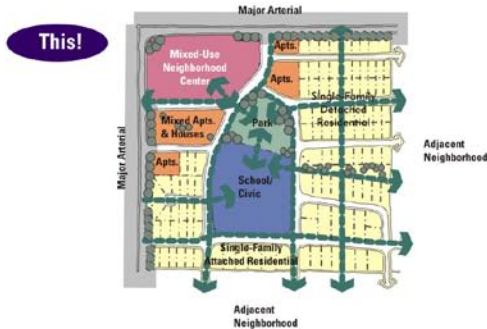 Major Arterial
This!
Apts.
Mixed-Use
Neighborhood
Center
Apts.
Single-Family
Detached
Residential
Mixed Apts.
& Houses
Park
Adjacent
Neighborhood
Major Arterial
Apts.
School/
Civic
Single-Family
Attached Residential
Adjacent
Neighborhood